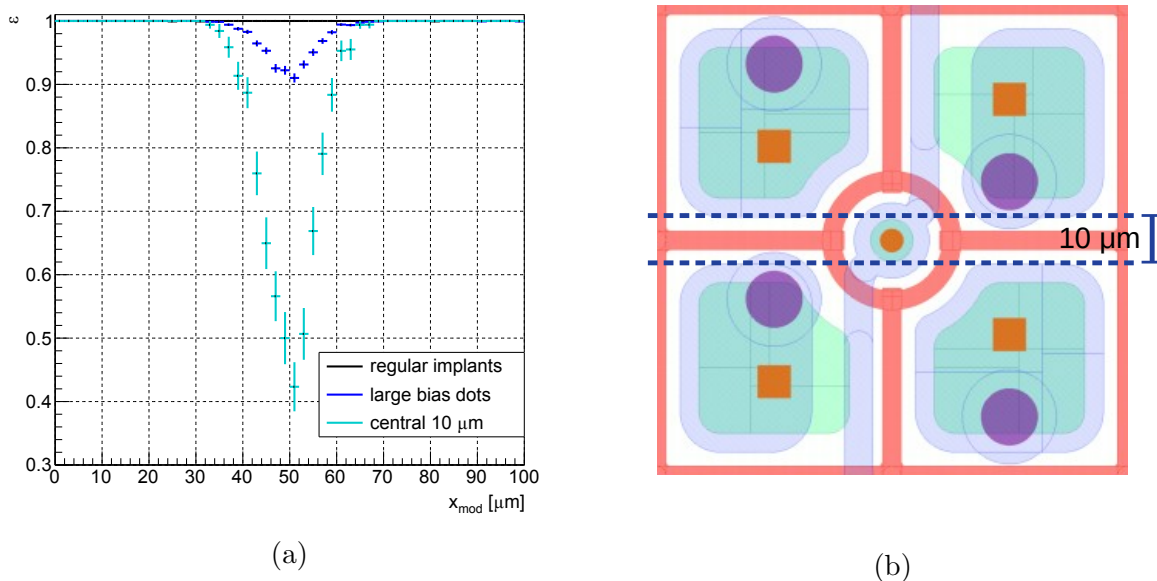 ε
1
0.9
0.8
0.7
0.6
0.5
0.4
0.3
0 10 20 30 40 50 60 70 80 90 100
x_mod [μm]
regular implants
large bias dots
central 10 μm
(a)
10 μm
(b)